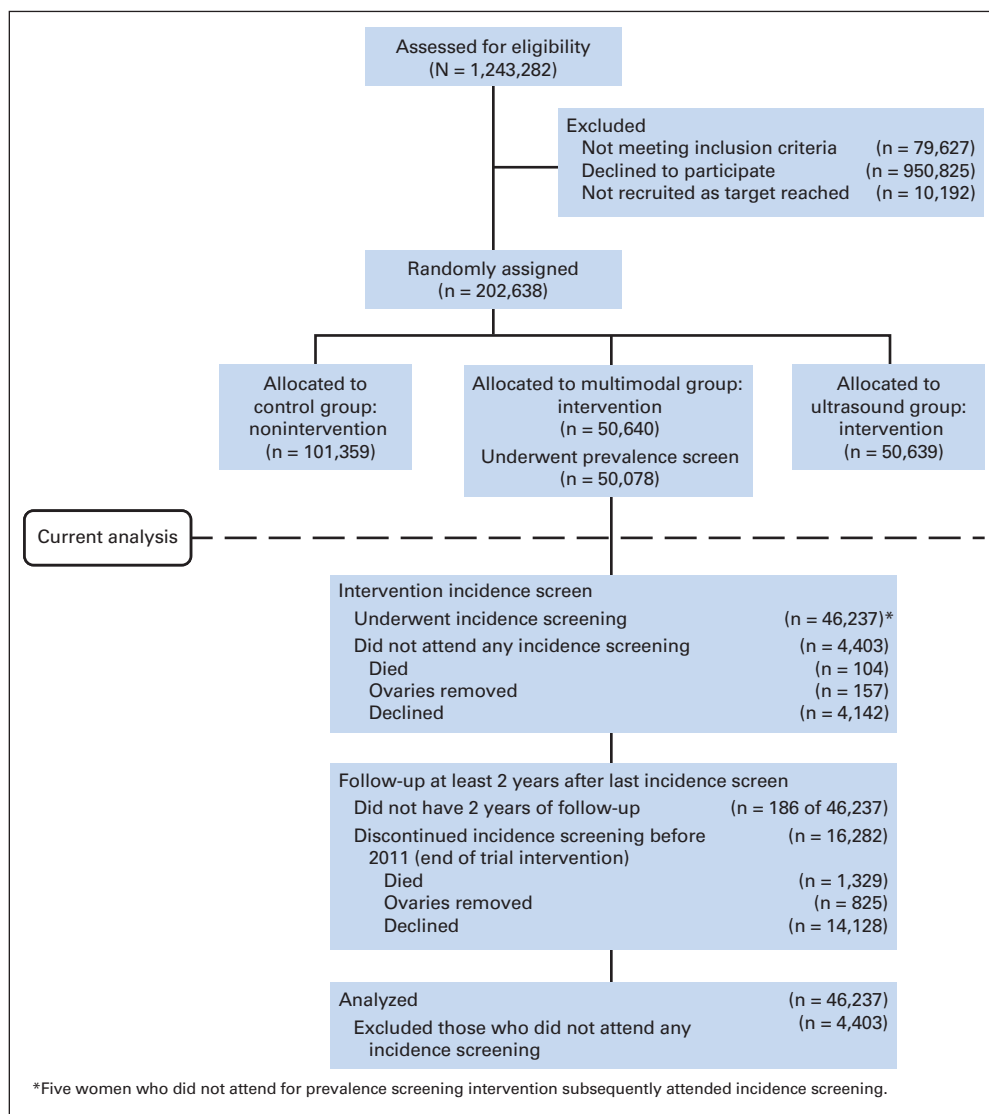 Assessed for eligibility
(N = 1,243,282)
Excluded
Not meeting inclusion criteria (n = 79,627)
Declined to participate (n = 950,825)
Not recruited as target reached (n = 10,192)
Randomly assigned
(n = 202,638)
Allocated to
control group:
nonintervention
(n = 101,359)
Allocated to multimodal group:
intervention
(n = 50,640)
Underwent prevalence screen
(n = 50,078)
Allocated to
ultrasound group:
intervention
(n = 50,639)
Current analysis
Intervention incidence screen
Underwent incidence screening (n = 46,237)*
Did not attend any incidence screening (n = 4,403)
Died (n = 104)
Ovaries removed (n = 157)
Declined (n = 4,142)
Follow-up at least 2 years after last incidence screen
Did not have 2 years of follow-up (n = 186 of 46,237)
Discontinued incidence screening before (n = 16,282)
2011 (end of trial intervention)
Died (n = 1,329)
Ovaries removed (n = 825)
Declined (n = 14,128)
Analyzed (n = 46,237)
Excluded those who did not attend any (n = 4,403)
incidence screening
*Five women who did not attend for prevalence screening intervention subsequently attended incidence screening.